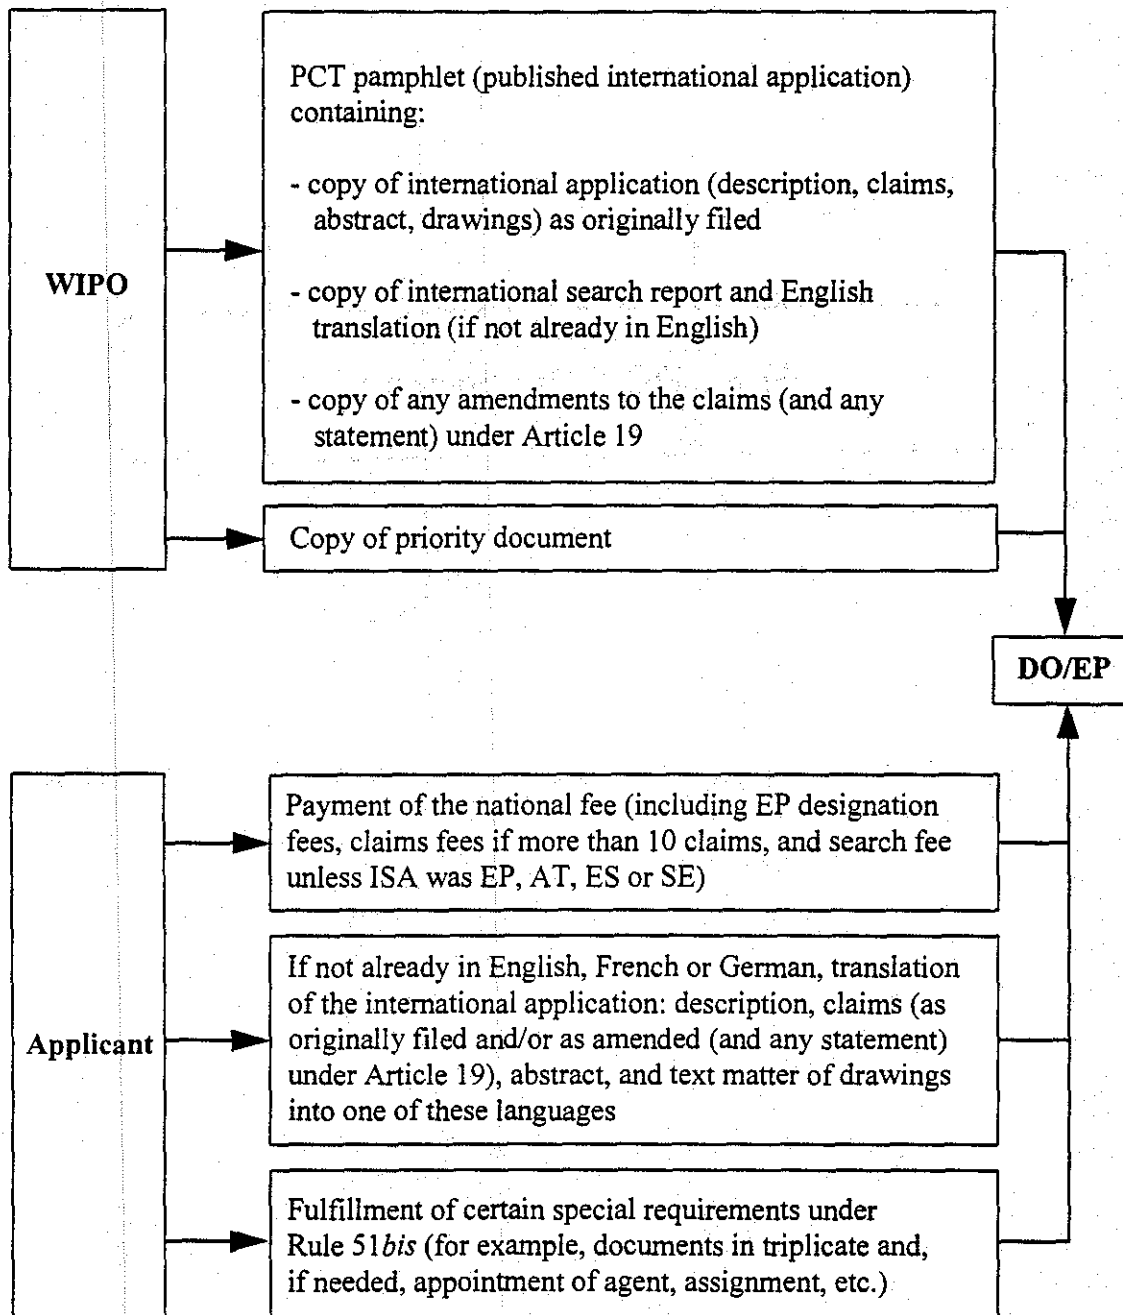 WIPO
PCT pamphlet (published international application)
containing:
- copy of international application (description, claims,
abstract, drawings) as originally filed
- copy of international search report and English
translation (if not already in English)
- copy of any amendments to the claims (and any
statement) under Article 19
Copy of priority document
DO/EP
Applicant
Payment of the national fee (including EP designation
fees, claims fees if more than 10 claims, and search fee
unless ISA was EP, AT, ES or SE)
If not already in English, French or German, translation
of the international application: description, claims (as
originally filed and/or as amended (and any statement)
under Article 19), abstract, and text matter of drawings
into one of these languages
Fulfillment of certain special requirements under
Rule 51bis (for example, documents in triplicate and,
if needed, appointment of agent, assignment, etc.)